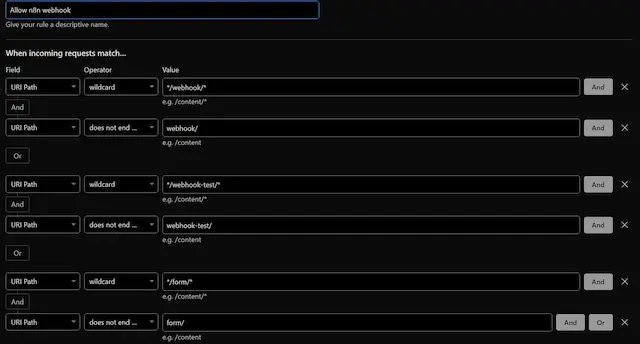 Allow n8n webhook
Give your rule a descriptive name.
When incoming requests match...
Field Operator Value
URI Path wildcard */webhook/* And
e.g. /content/*
And
URI Path does not end ... webhook/ And
e.g. /content
Or
URI Path wildcard */webhook-test/* And
e.g. /content/*
And
URI Path does not end ... webhook-test/ And
e.g. /content
Or
URI Path wildcard */form/* And
e.g. /content/*
And
URI Path does not end ... form/ And Or
e.g. /content